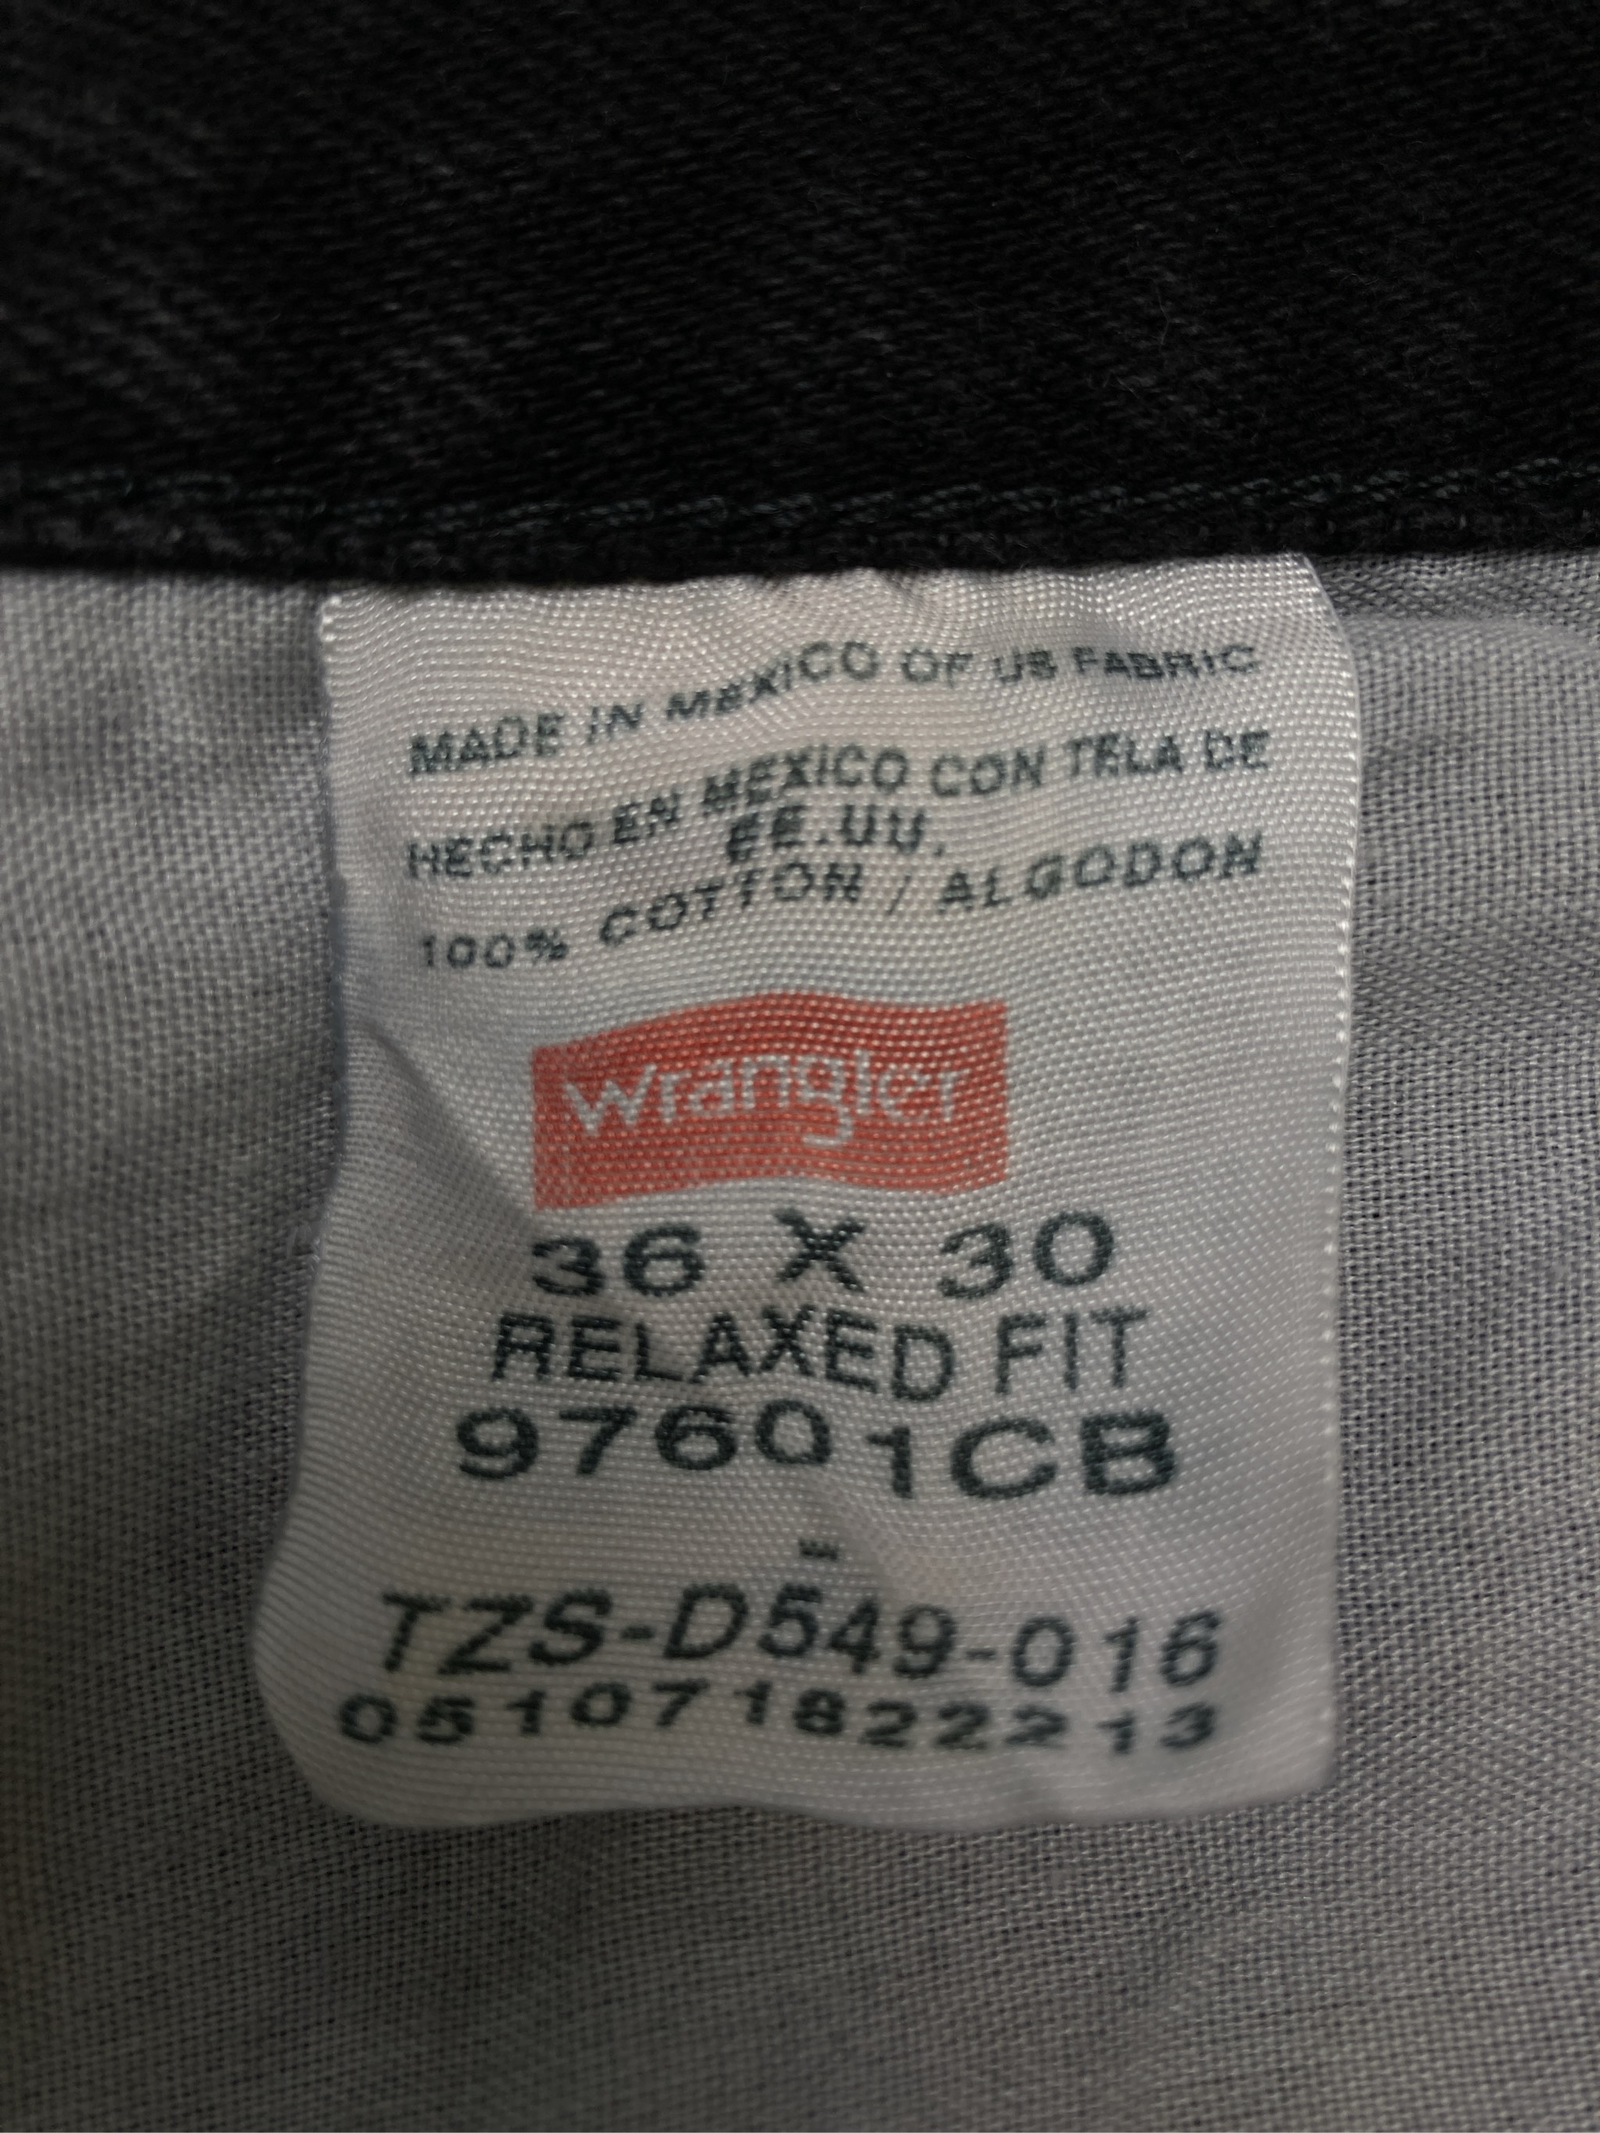 MADE IN MEXICO OF US FABRIC
HECHO EN MEXICO CON TELA DE
EE.UU.
100% COTTON / ALGODON
Wrangler
36 X 30
RELAXED FIT
97601CB
-
TZS-D549-016
051071822213